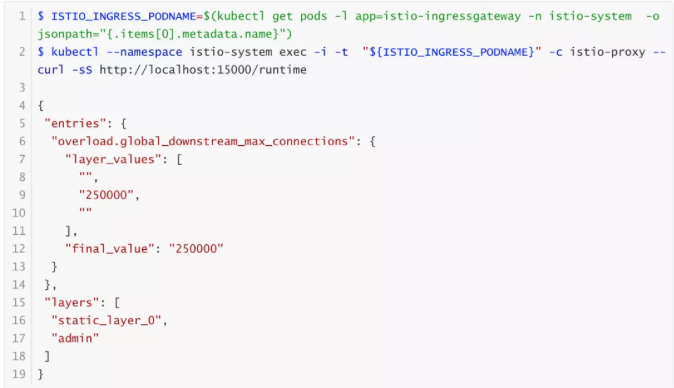 1 $ ISTIO_INGRESS_PODNAME=$(kubectl get pods -l app=istio-ingressgateway -n istio-system  -o
jsonpath="{.items[0].metadata.name}")
2 $ kubectl --namespace istio-system exec -i -t  "${ISTIO_INGRESS_PODNAME}" -c istio-proxy --
curl -sS http://localhost:15000/runtime
3
4 {
5  "entries": {
6   "overload.global_downstream_max_connections": {
7     "layer_values": [
8       "",
9       "250000",
10       ""
11     ],
12     "final_value": "250000"
13   }
14  },
15  "layers": [
16   "static_layer_0",
17   "admin"
18  ]
19 }